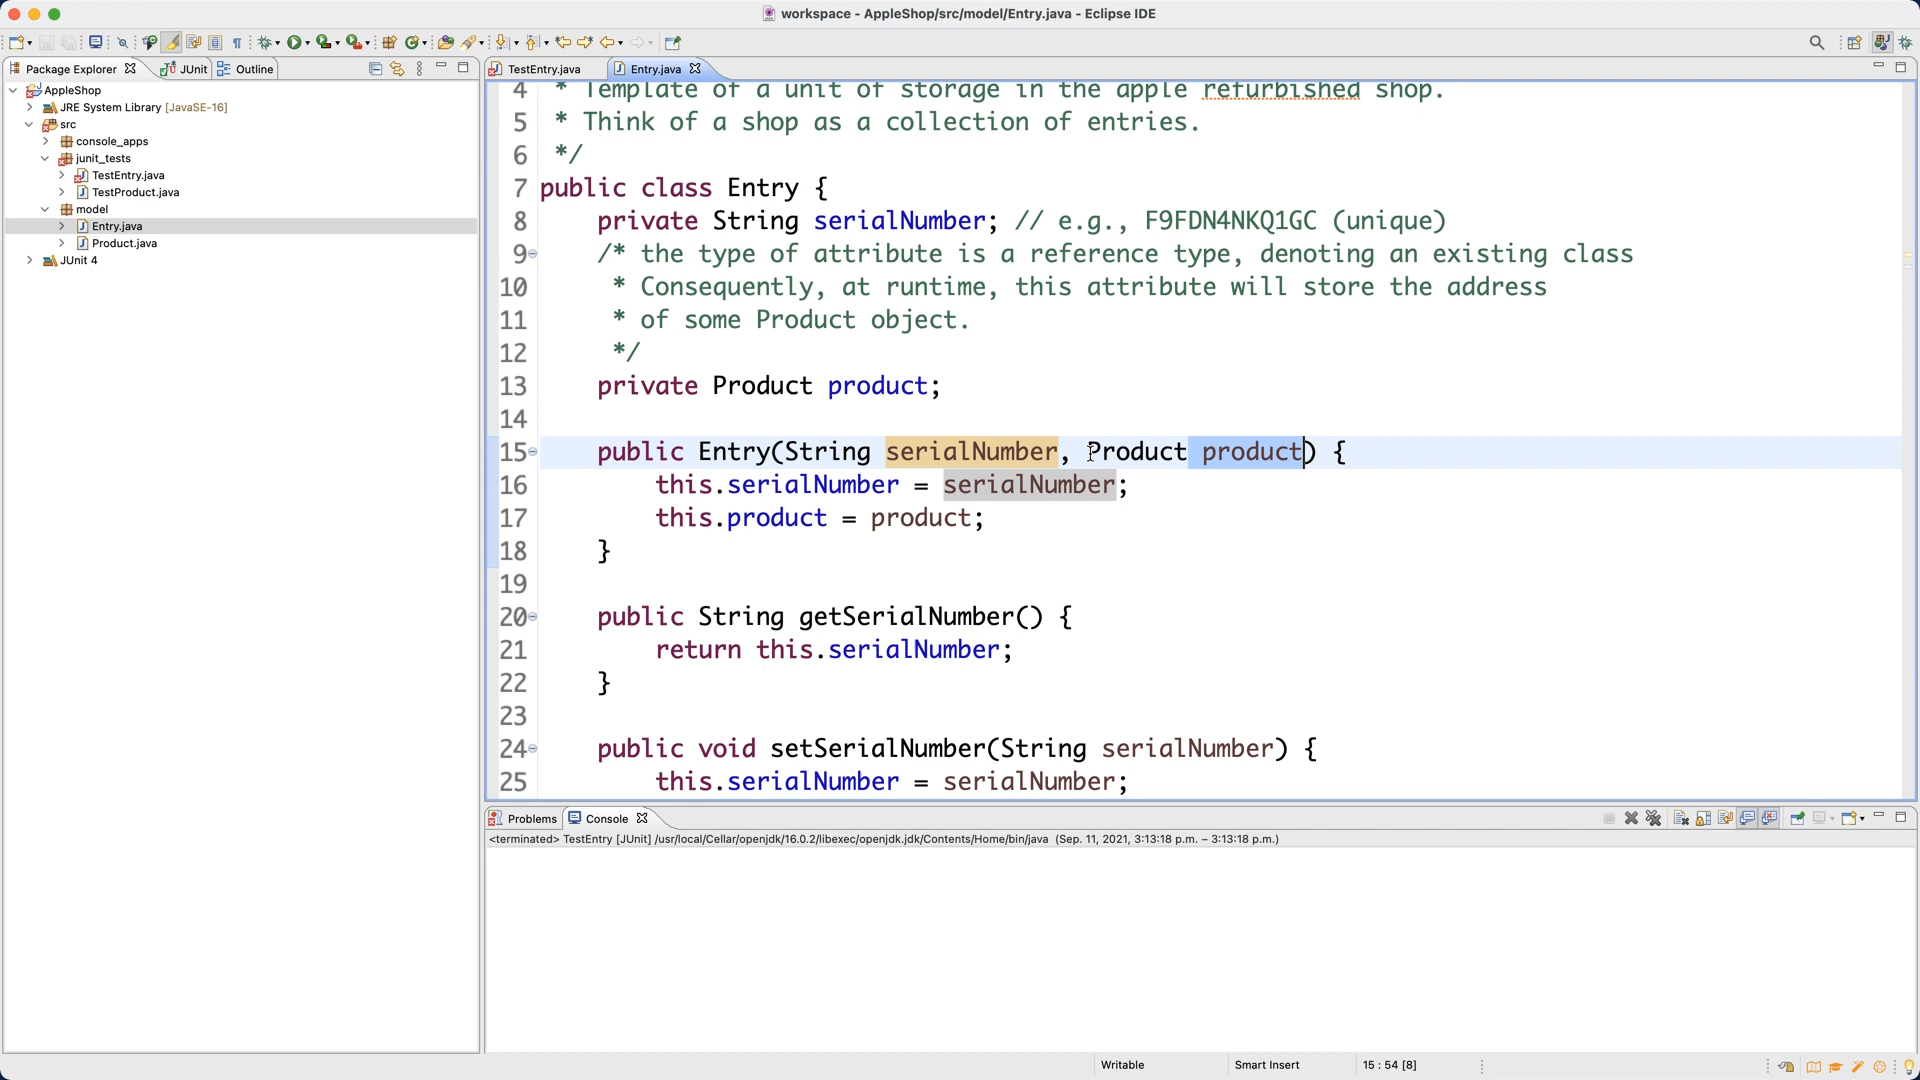 workspace - AppleShop/src/model/Entry.java - Eclipse IDE
Package Explorer
JUnit
Outline
TestEntry.java
Entry.java
AppleShop
JRE System Library [JavaSE-16]
src
console_apps
junit_tests
TestEntry.java
TestProduct.java
model
Entry.java
Product.java
JUnit 4
4 * Template of a unit of storage in the apple refurbished shop.
5 * Think of a shop as a collection of entries.
6 */
7 public class Entry {
8 private String serialNumber; // e.g., F9FDN4NKQ1GC (unique)
9 /* the type of attribute is a reference type, denoting an existing class
10 * Consequently, at runtime, this attribute will store the address
11 * of some Product object.
12 */
13 private Product product;
14
15 public Entry(String serialNumber, Product product) {
16 this.serialNumber = serialNumber;
17 this.product = product;
18 }
19
20 public String getSerialNumber() {
21 return this.serialNumber;
22 }
23
24 public void setSerialNumber(String serialNumber) {
25 this.serialNumber = serialNumber;
Problems
Console
<terminated> TestEntry [JUnit] /usr/local/Cellar/openjdk/16.0.2/libexec/openjdk.jdk/Contents/Home/bin/java (Sep. 11, 2021, 3:13:18 p.m. – 3:13:18 p.m.)
Writable
Smart Insert
15 : 54 [8]